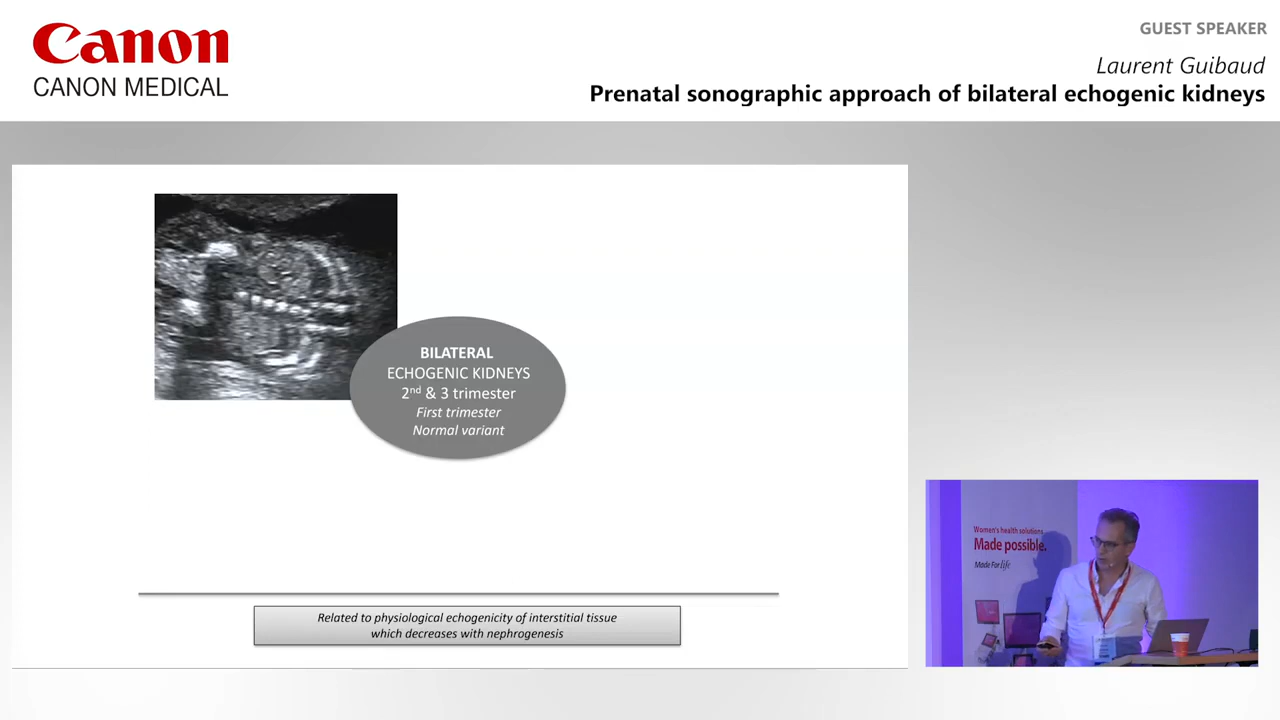 Canon
CANON MEDICAL
GUEST SPEAKER
Laurent Guibaud
Prenatal sonographic approach of bilateral echogenic kidneys
BILATERAL
ECHOGENIC KIDNEYS
2nd & 3 trimester
First trimester
Normal variant
Related to physiological echogenicity of interstitial tissue
which decreases with nephrogenesis
Women's health solutions
Made possible.
Made For life